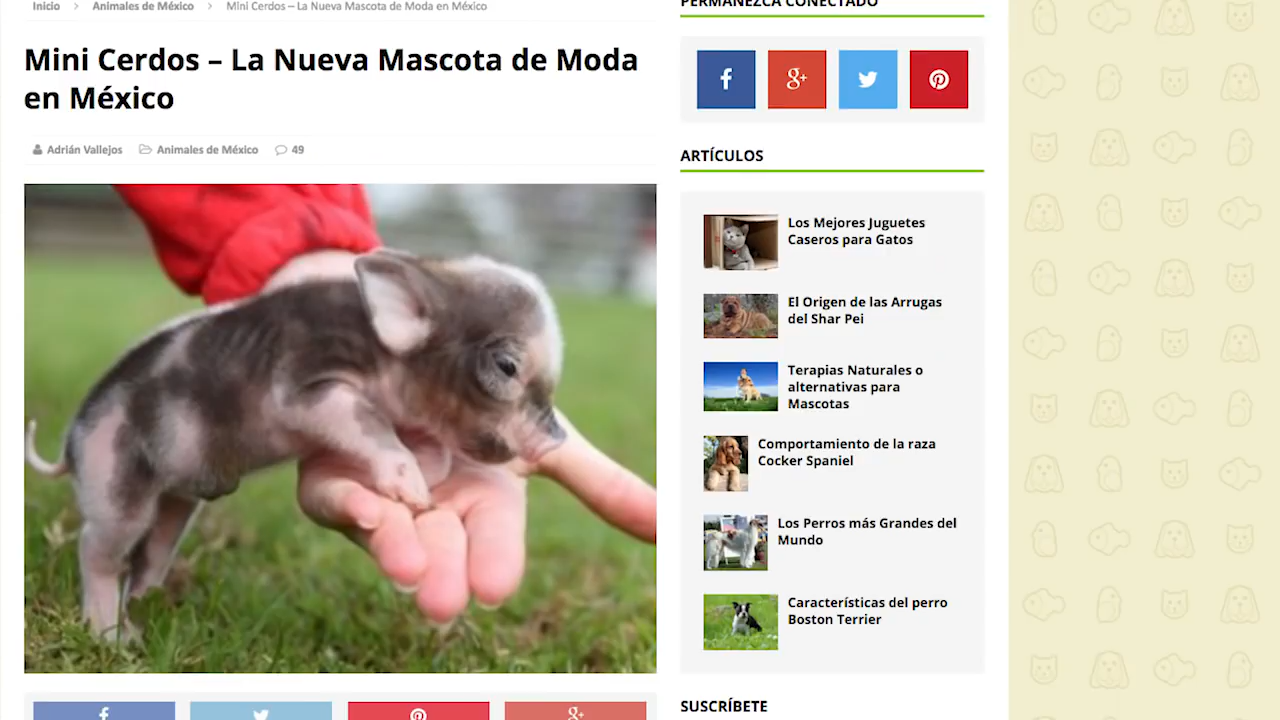 Inicio > Animales de México > Mini Cerdos – La Nueva Mascota de Moda en México
Mini Cerdos – La Nueva Mascota de Moda
en México
Adrián Vallejos Animales de México 49
PERMANEZCA CONECTADO
f g+
ARTÍCULOS
Los Mejores Juguetes
Caseros para Gatos
El Origen de las Arrugas
del Shar Pei
Terapias Naturales o
alternativas para
Mascotas
Comportamiento de la raza
Cocker Spaniel
Los Perros más Grandes del
Mundo
Características del perro
Boston Terrier
SUSCRÍBETE
f g+